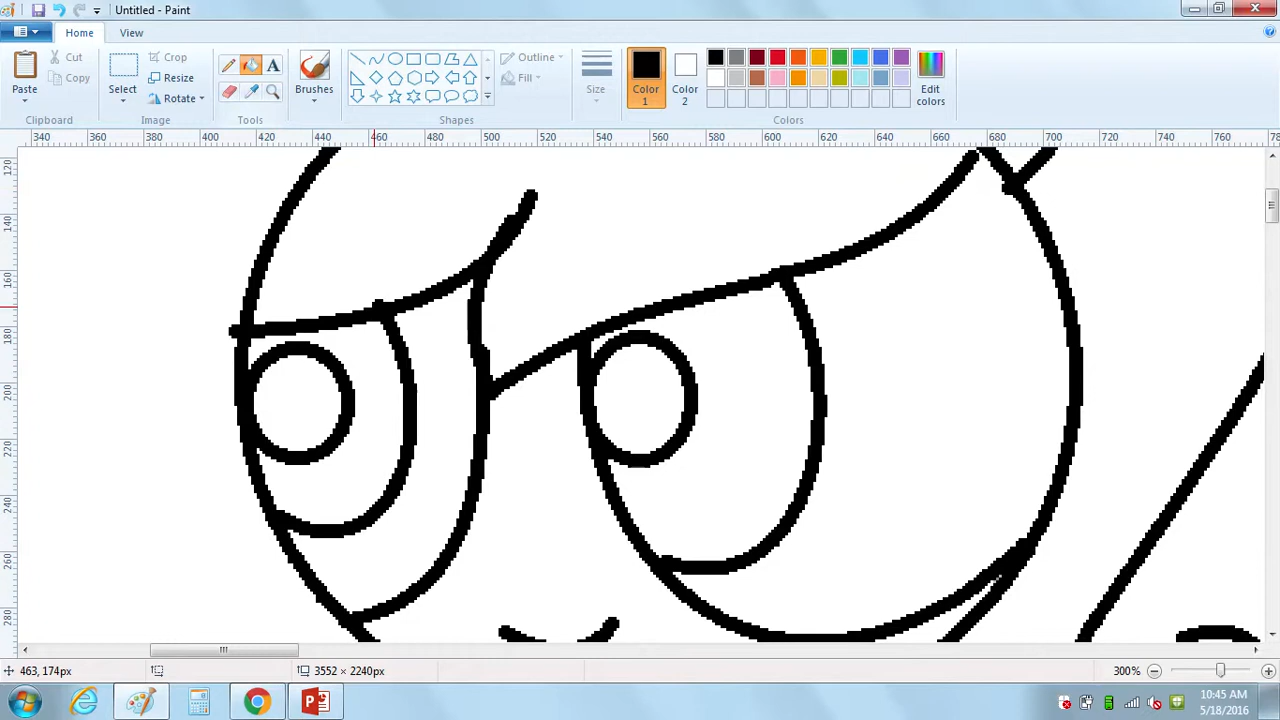 Untitled - Paint
Home View
Paste
Cut
Copy
Clipboard
Select
Crop
Resize
Rotate
Image
A
Tools
Brushes
Outline
Fill
Shapes
Size
Color 1
Color 2
Edit colors
Colors
340 360 380 400 420 440 460 480 500 520 540 560 580 600 620 640 660 680 700 720 740 760 78
120
140
160
180
200
220
240
260
280
463, 174px
3552 × 2240px
300%
10:45 AM
5/18/2016